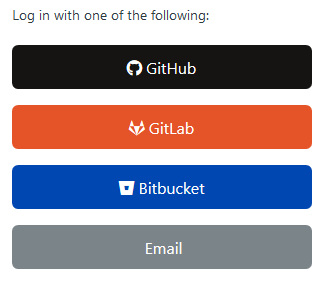 Log in with one of the following:
GitHub
GitLab
Bitbucket
Email